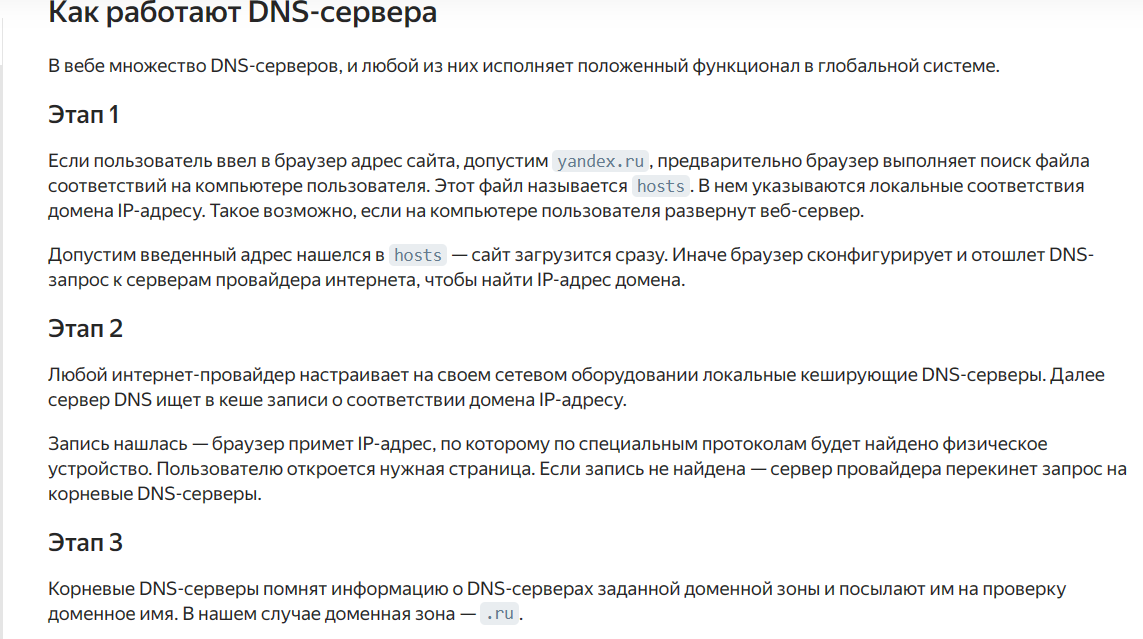 Как работают DNS-сервера
В вебе множество DNS-серверов, и любой из них исполняет положенный функционал в глобальной системе.
Этап 1
Если пользователь ввел в браузер адрес сайта, допустим yandex.ru, предварительно браузер выполняет поиск файла
соответствий на компьютере пользователя. Этот файл называется hosts. В нем указываются локальные соответствия
домена IP-адресу. Такое возможно, если на компьютере пользователя развернут веб-сервер.
Допустим введенный адрес нашелся в hosts — сайт загрузится сразу. Иначе браузер сконфигурирует и отошлет DNS-
запрос к серверам провайдера интернета, чтобы найти IP-адрес домена.
Этап 2
Любой интернет-провайдер настраивает на своем сетевом оборудовании локальные кеширующие DNS-серверы. Далее
сервер DNS ищет в кеше записи о соответствии домена IP-адресу.
Запись нашлась — браузер примет IP-адрес, по которому по специальным протоколам будет найдено физическое
устройство. Пользователю откроется нужная страница. Если запись не найдена — сервер провайдера перекинет запрос на
корневые DNS-серверы.
Этап 3
Корневые DNS-серверы помнят информацию о DNS-серверах заданной доменной зоны и посылают им на проверку
доменное имя. В нашем случае доменная зона — .ru.